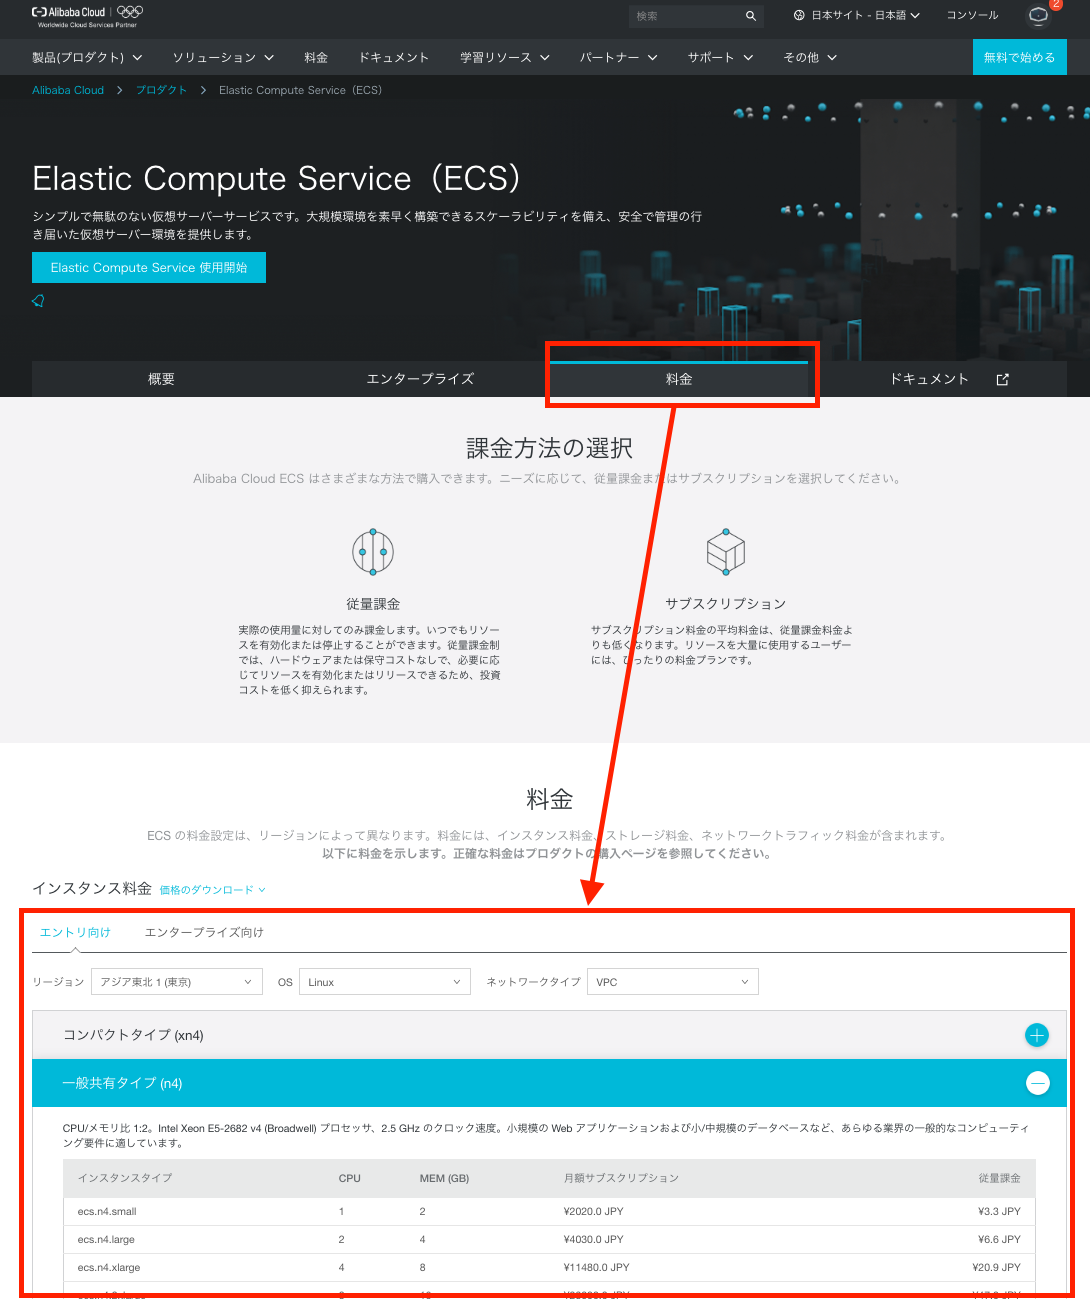 Alibaba Cloud
Worldwide Cloud Services Partner
検索
日本サイト - 日本語
コンソール
2
製品(プロダクト)
ソリューション
料金
ドキュメント
学習リソース
パートナー
サポート
その他
無料で始める
Alibaba Cloud
プロダクト
Elastic Compute Service（ECS）
Elastic Compute Service（ECS）
シンプルで無駄のない仮想サーバーサービスです。大規模環境を素早く構築できるスケーラビリティを備え、安全で管理の行
き届いた仮想サーバー環境を提供します。
Elastic Compute Service 使用開始
概要
エンタープライズ
料金
ドキュメント
課金方法の選択
Alibaba Cloud ECS はさまざまな方法で購入できます。ニーズに応じて、従量課金またはサブスクリプションを選択してください。
従量課金
実際の使用量に対してのみ課金します。いつでもリソー
スを有効化または停止することができます。従量課金制
では、ハードウェアまたは保守コストなしで、必要に応
じてリソースを有効化またはリリースできるため、投資
コストを低く抑えられます。
サブスクリプション
サブスクリプション料金の平均料金は、従量課金料金よ
りも低くなります。リソースを大量に使用するユーザー
には、ぴったりの料金プランです。
料金
ECS の料金設定は、リージョンによって異なります。料金には、インスタンス料金、ストレージ料金、ネットワークトラフィック料金が含まれます。
以下に料金を示します。正確な料金はプロダクトの購入ページを参照してください。
インスタンス料金 価格のダウンロード
エントリ向け
エンタープライズ向け
リージョン アジア東北 1 (東京) OS Linux ネットワークタイプ VPC
コンパクトタイプ (xn4)
一般共有タイプ (n4)
CPU/メモリ比 1:2。Intel Xeon E5-2682 v4 (Broadwell) プロセッサ、2.5 GHz のクロック速度。小規模の Web アプリケーションおよび小/中規模のデータベースなど、あらゆる業界の一般的なコンピューティ
ング要件に適しています。
インスタンスタイプ CPU MEM (GB) 月額サブスクリプション 従量課金
ecs.n4.small 1 2 ¥2020.0 JPY ¥3.3 JPY
ecs.n4.large 2 4 ¥4030.0 JPY ¥6.6 JPY
ecs.n4.xlarge 4 8 ¥11480.0 JPY ¥20.9 JPY